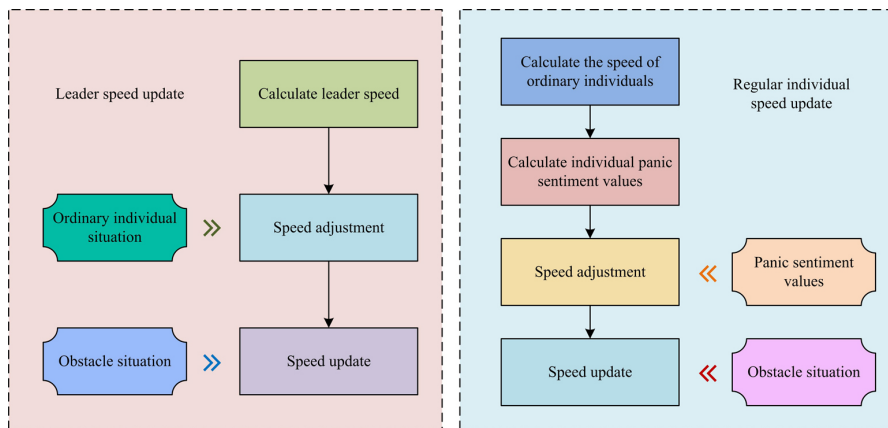 Leader speed update
Calculate leader speed
Ordinary individual
situation
Speed adjustment
Obstacle situation
Speed update
Calculate the speed of
ordinary individuals
Regular individual
speed update
Calculate individual panic
sentiment values
Speed adjustment
Panic sentiment
values
Speed update
Obstacle situation